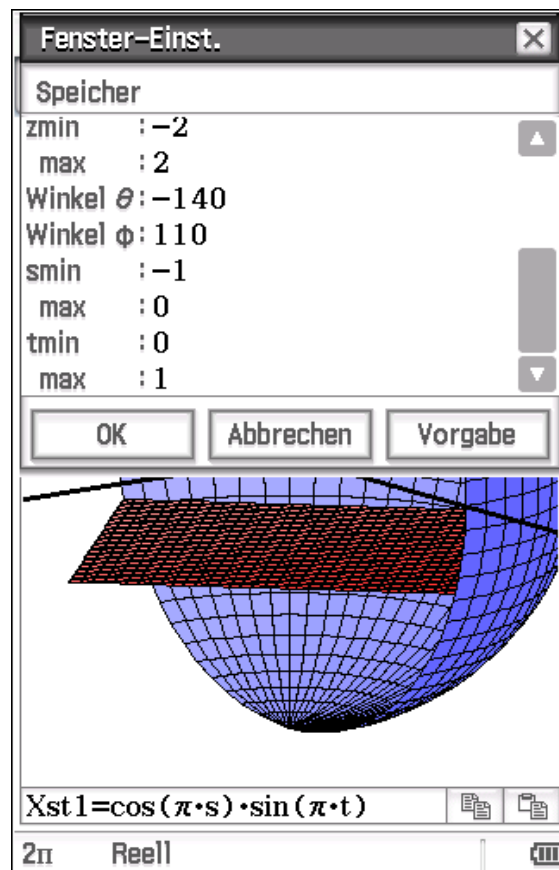 Fenster-Einst.
Speicher
zmin :-2
max :2
Winkel θ:-140
Winkel φ:110
smin :-1
max :0
tmin :0
max :1
OK Abbrechen Vorgabe
Xst1=cos(π·s)·sin(π·t)
2π Reell